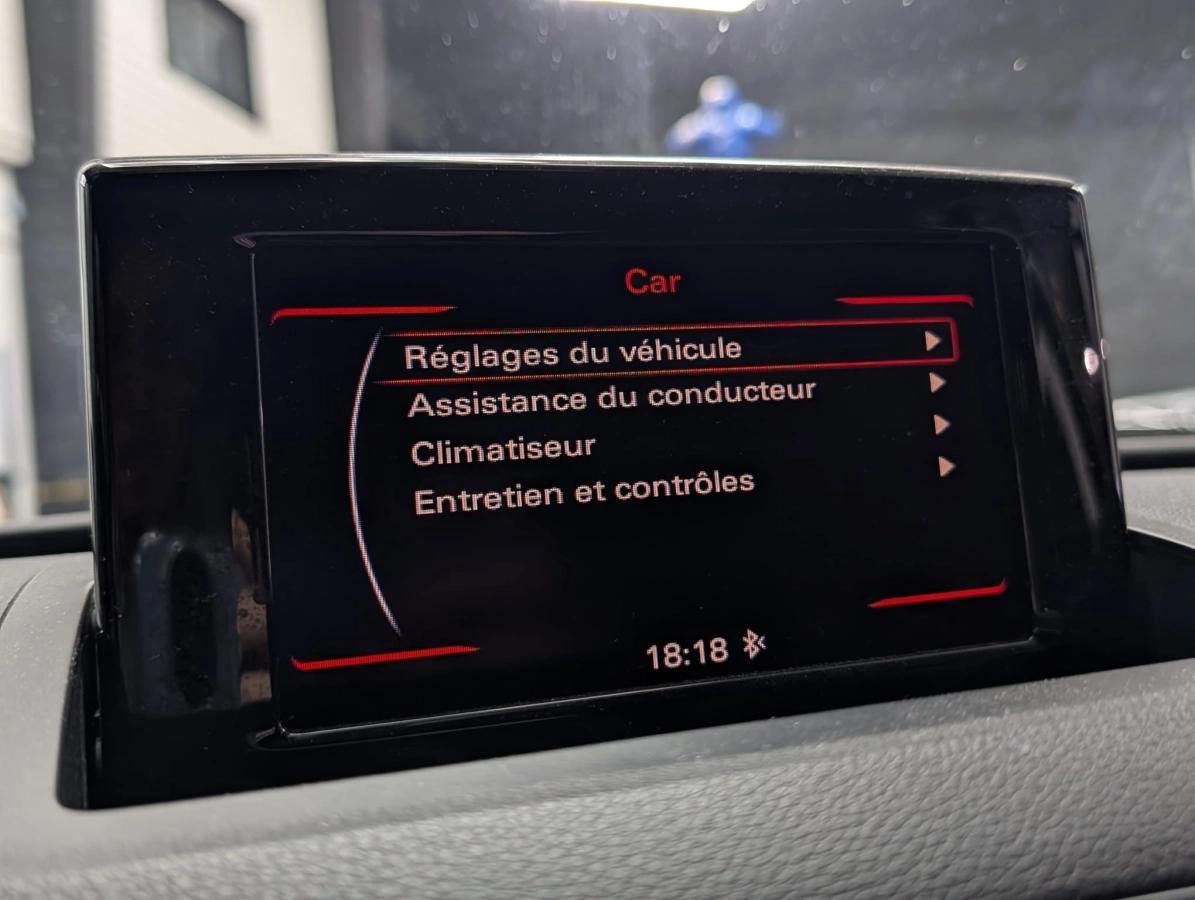 Car
Réglages du véhicule
Assistance du conducteur
Climatiseur
Entretien et contrôles
18:18